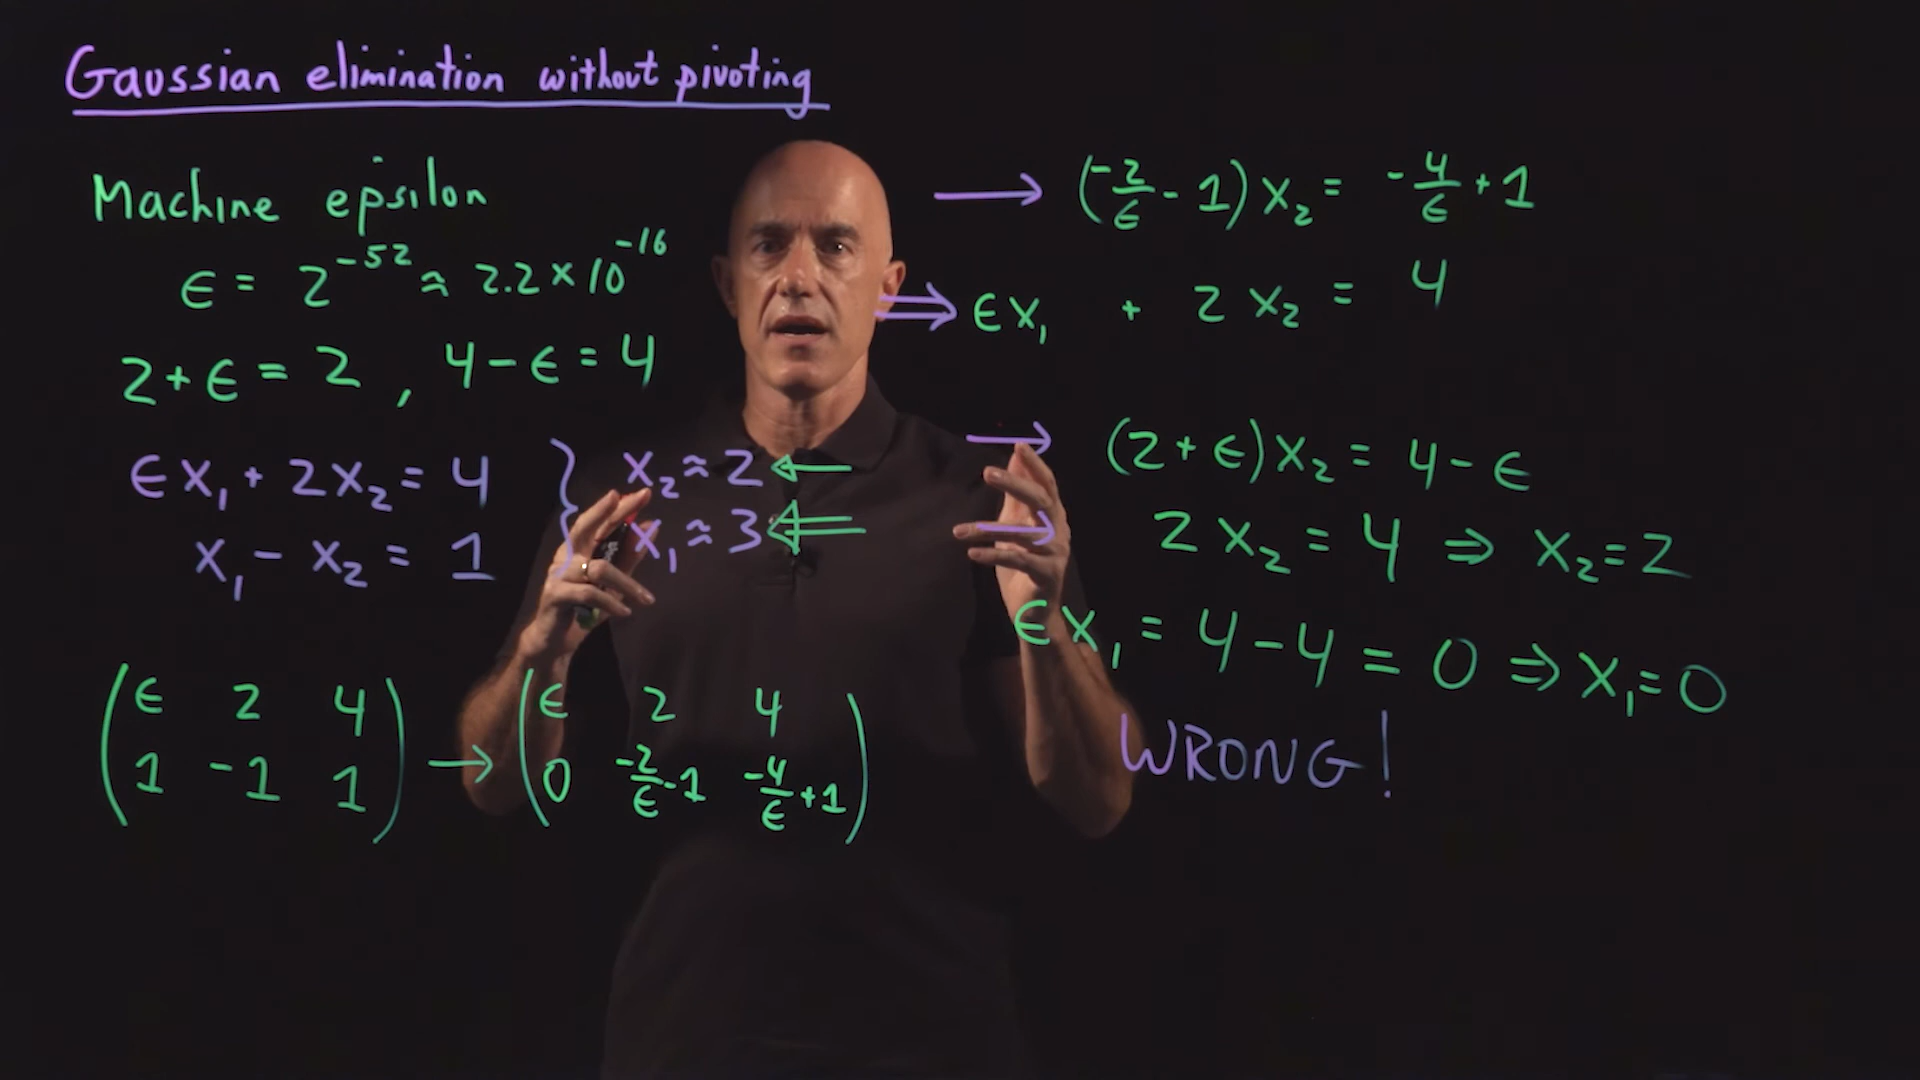 Gaussian elimination without pivoting
Machine epsilon
ϵ = 2^{-52} ≈ 2.2 × 10^{-16}
2 + ϵ = 2 , 4 - ϵ = 4
ϵx₁ + 2x₂ = 4 } x₂ ≈ 2 ←
x₁ - x₂ = 1 } x₁ ≈ 3 ⇐
(ϵ 2 4; 1 -1 1) → (ϵ 2 4; 0 -2/ϵ-1 -4/ϵ+1)
→ (-2/ϵ - 1)x₂ = -4/ϵ + 1
⇒ ϵx₁ + 2x₂ = 4
→ (2 + ϵ)x₂ = 4 - ϵ
→ 2x₂ = 4 ⇒ x₂ = 2
ϵx₁ = 4 - 4 = 0 ⇒ x₁ = 0
WRONG!